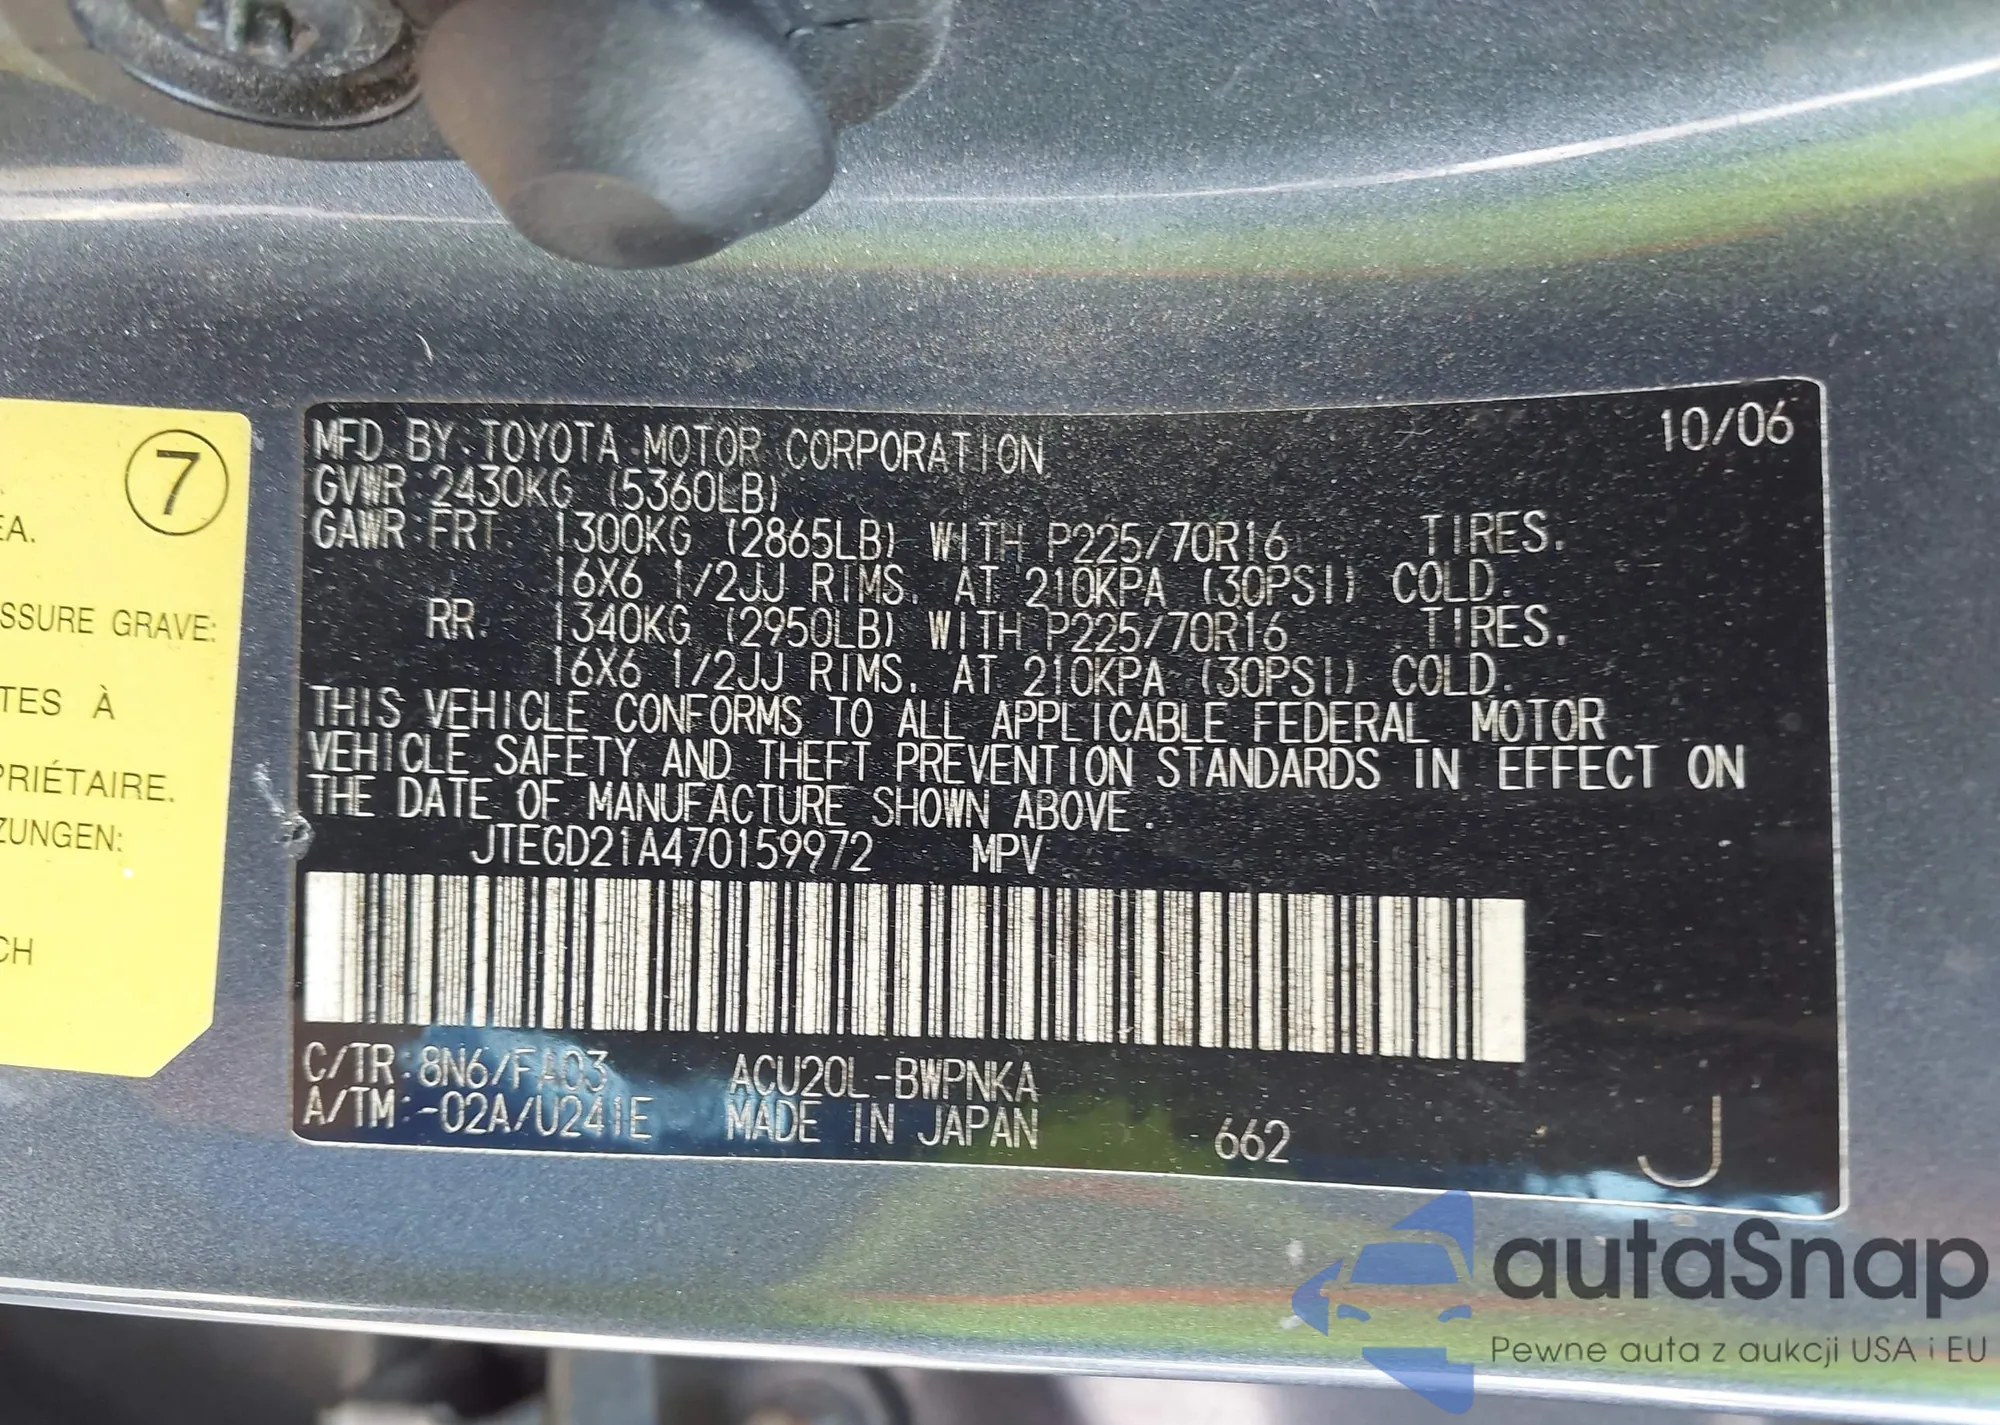 7
EA.
SSURE GRAVE:
TES À
PRIÉTAIRE.
ZUNGEN:
CH
10/06
MFD. BY: TOYOTA MOTOR CORPORATION
GVWR: 2430KG (5360LB)
GAWR: FRT. 1300KG (2865LB) WITH P225/70R16 TIRES.
16X6 1/2JJ RIMS. AT 210KPA (30PSI) COLD.
RR. 1340KG (2950LB) WITH P225/70R16 TIRES.
16X6 1/2JJ RIMS. AT 210KPA (30PSI) COLD.
THIS VEHICLE CONFORMS TO ALL APPLICABLE FEDERAL MOTOR
VEHICLE SAFETY, AND THEFT PREVENTION STANDARDS IN EFFECT ON
THE DATE OF MANUFACTURE SHOWN ABOVE.
JTEGD21A470159972 MPV
C/TR: 8N6/FA03 ACU20L-BWPNKA
A/TM: -02A/U241E MADE IN JAPAN 662 J
autaSnap
Pewne auta z aukcji USA i EU